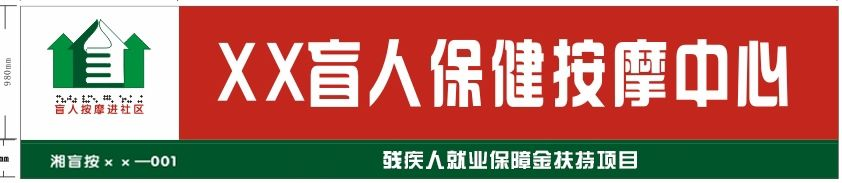 980mm
XX盲人保健按摩中心
盲人按摩进社区
mm
湘盲按××—001
残疾人就业保障金扶持项目